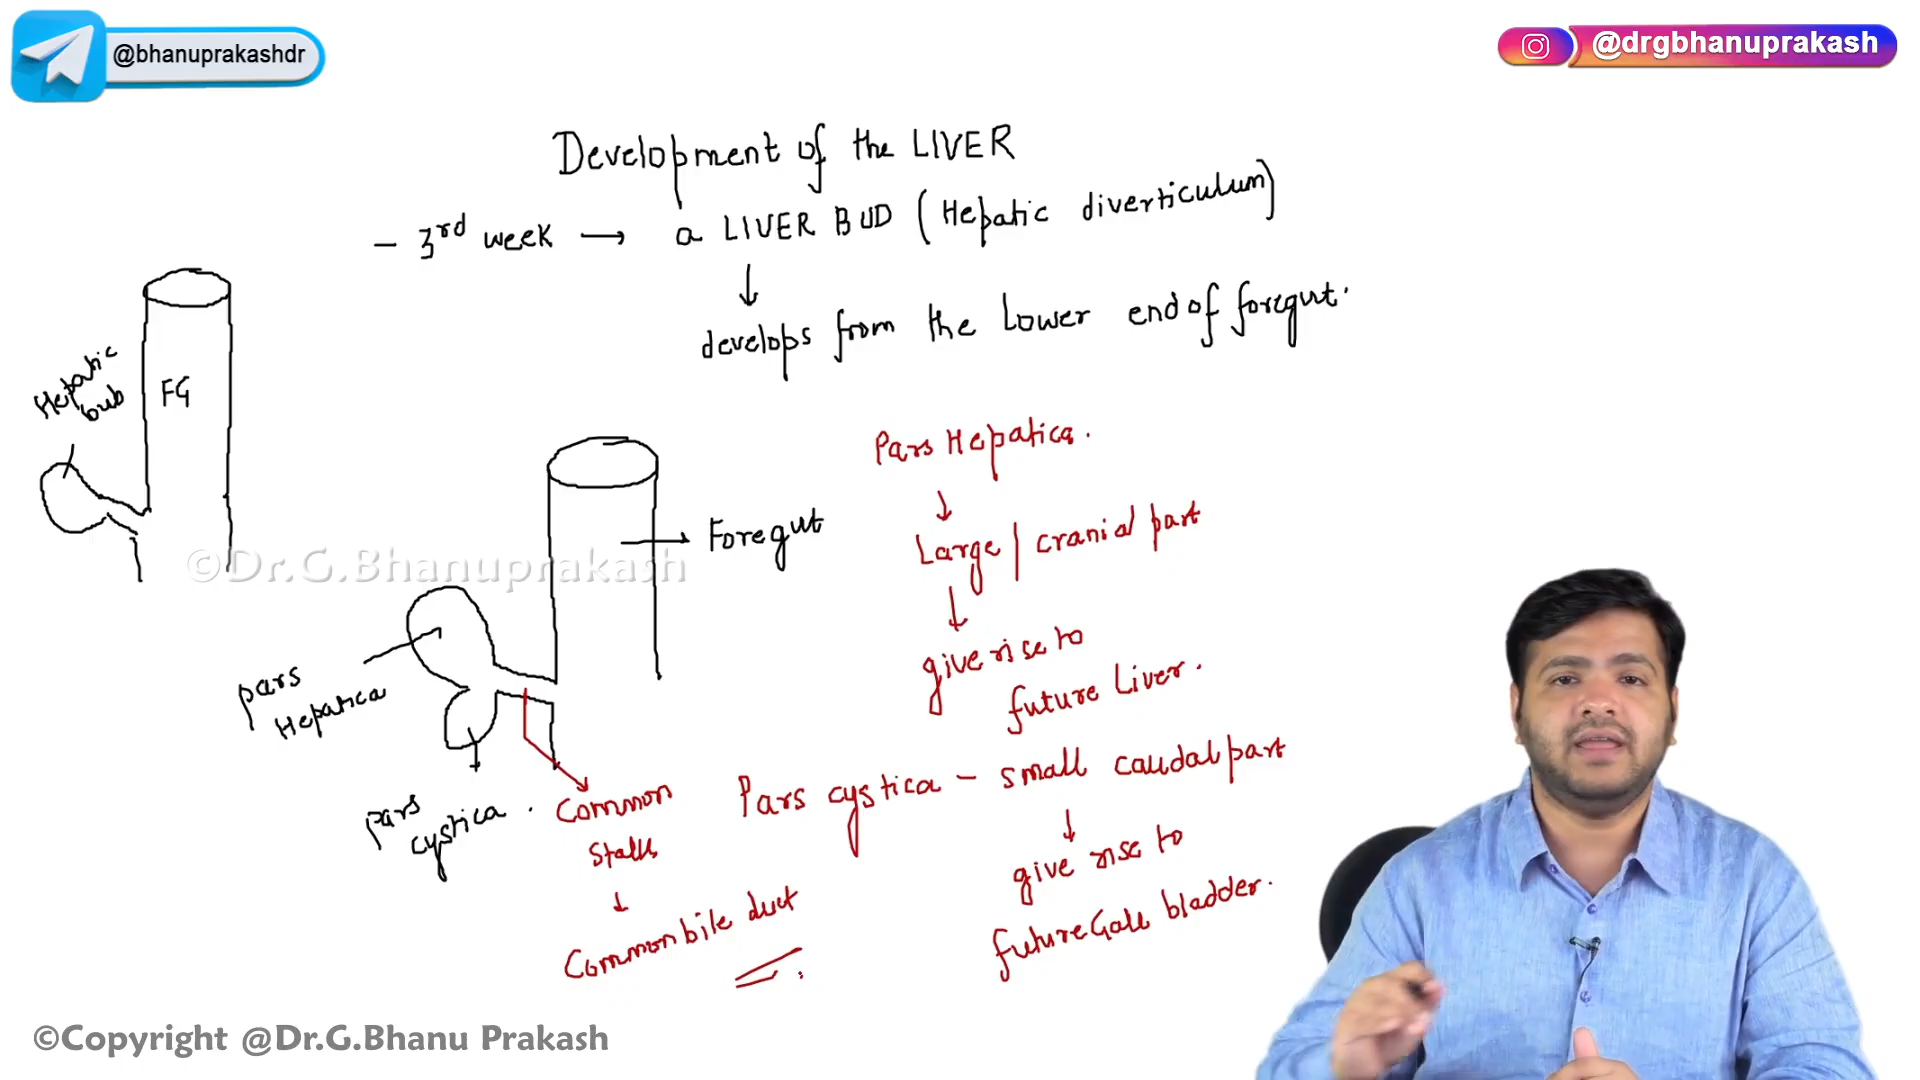 @bhanuprakashdr
@drgbhanuprakash
Development of the LIVER
- 3rd week → a LIVER BUD (Hepatic diverticulum)
↓
develops from the Lower end of foregut.
Hepatic
bub
FG
Foregut
Pars Hepatica.
↓
Large / cranial part
↓
give rise to
future Liver.
©Dr.G.Bhanuprakash
pars
Hepatica
pars
cystica.
Common
Stalk
↓
Common bile duct
Pars cystica - small caudal part
↓
give rise to
future Gall bladder.
©Copyright @Dr.G.Bhanu Prakash